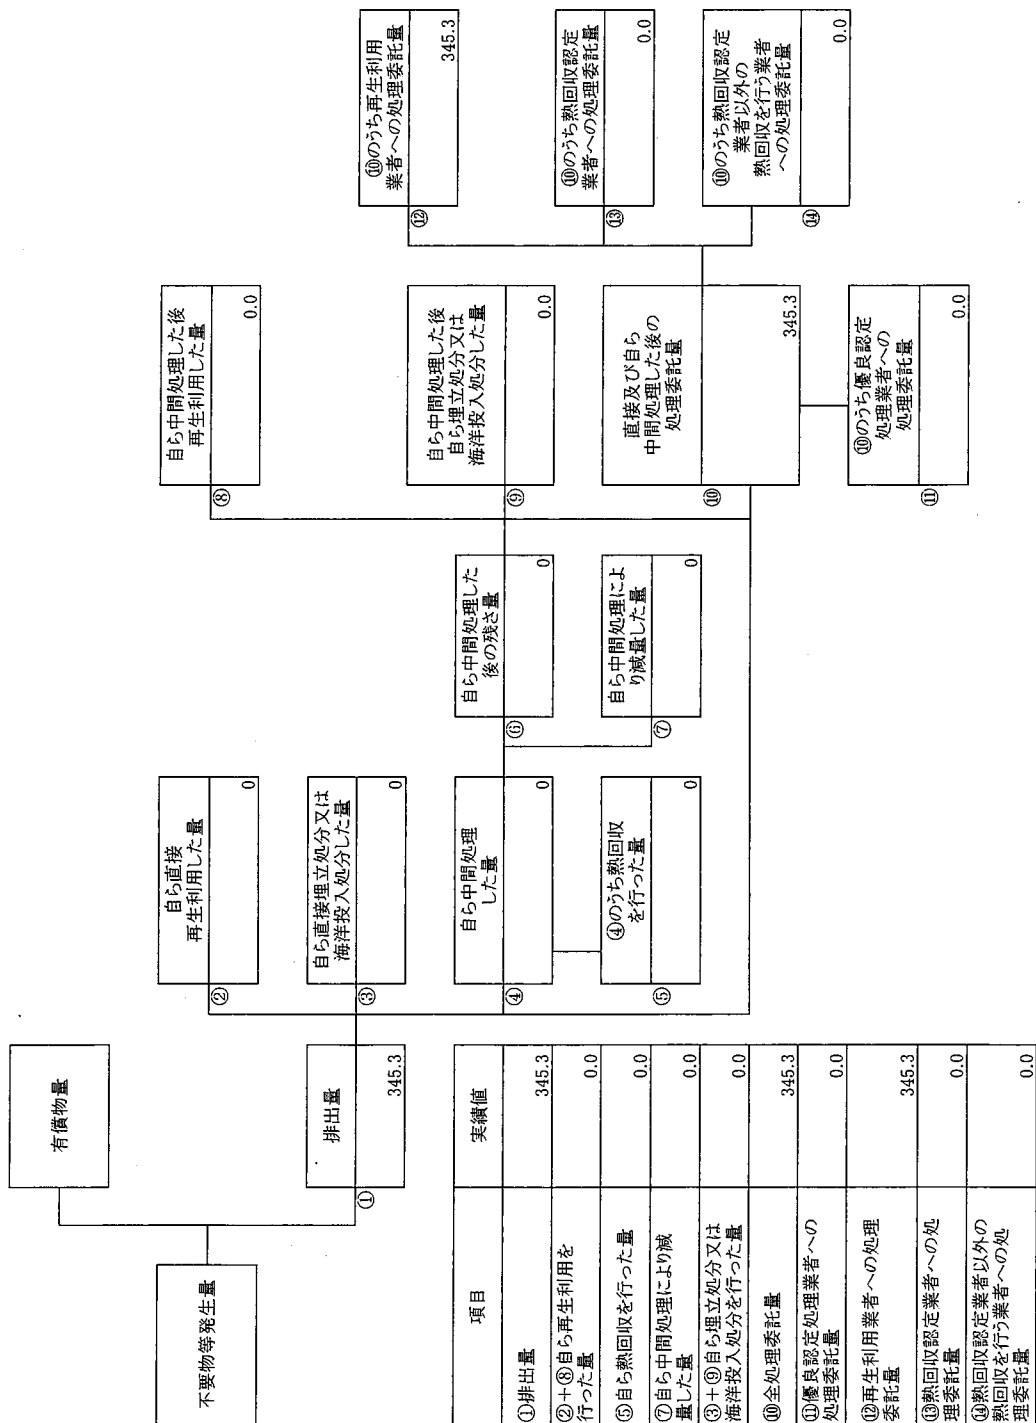 有償物量
不要物等発生量
①
排出量
345.3
②
自ら直接
再生利用した量
0
③
自ら直接埋立処分又は
海洋投入処分した量
0
④
自ら中間処理
した量
0
⑤
④のうち熱回収
を行った量
0
⑥
自ら中間処理した
後の残さ量
0
⑦
自ら中間処理によ
り減量した量
0
⑧
自ら中間処理した後
再生利用した量
0.0
⑨
自ら中間処理した後
自ら埋立処分又は
海洋投入処分した量
0.0
⑩
直接及び自ら
中間処理した後の
処理委託量
345.3
⑪
⑩のうち優良認定
処理業者への
処理委託量
0.0
⑫
⑩のうち再生利用
業者への処理委託量
345.3
⑬
⑩のうち熱回収認定
業者への処理委託量
0.0
⑭
⑩のうち熱回収認定
業者以外の
熱回収を行う業者
への処理委託量
0.0
項目 実績値
①排出量 345.3
②+⑧自ら再生利用を
行った量 0.0
⑤自ら熱回収を行った量 0.0
⑦自ら中間処理により減
量した量 0.0
③+⑨自ら埋立処分又は
海洋投入処分を行った量 0.0
⑩全処理委託量 345.3
⑪優良認定処理業者への
処理委託量 0.0
⑫再生利用業者への処理
委託量 345.3
⑬熱回収認定業者への処
理委託量 0.0
⑭熱回収認定業者以外の
熱回収を行う業者への処
理委託量 0.0